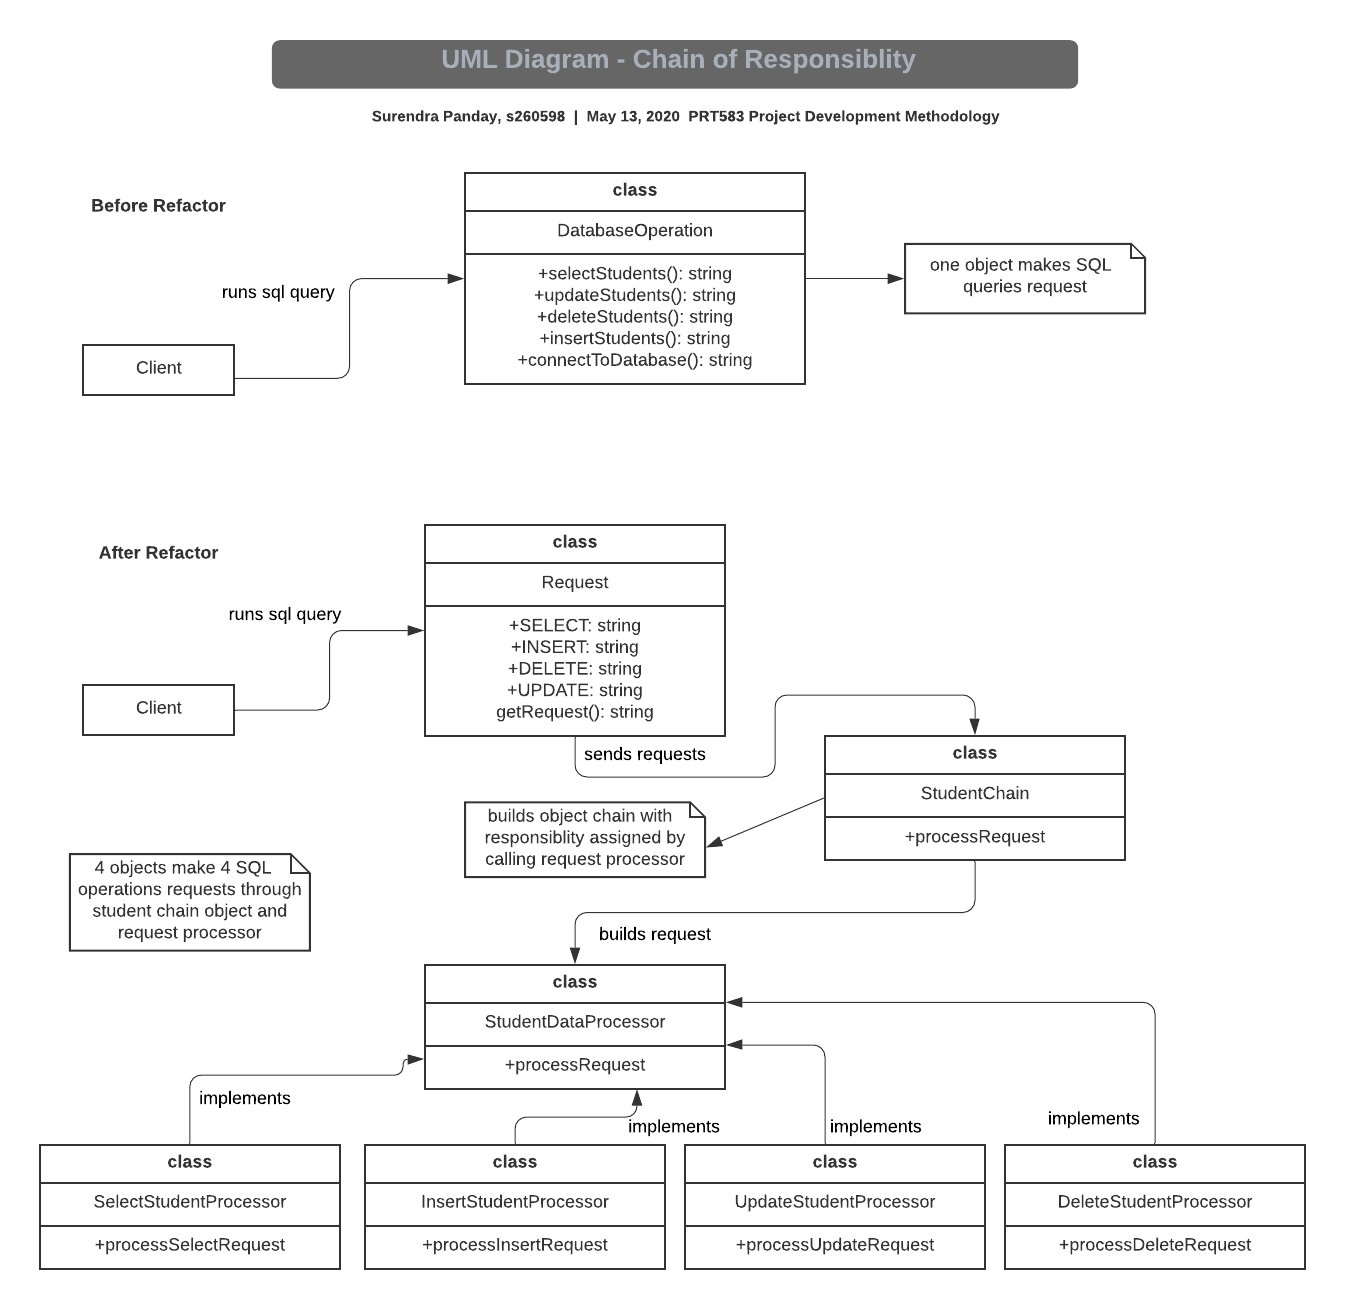 UML Diagram - Chain of Responsiblity
Surendra Panday, s260598 | May 13, 2020 PRT583 Project Development Methodology
Before Refactor
class
DatabaseOperation
+selectStudents(): string
+updateStudents(): string
+deleteStudents(): string
+insertStudents(): string
+connectToDatabase(): string
one object makes SQL
queries request
runs sql query
Client
After Refactor
class
Request
+SELECT: string
+INSERT: string
+DELETE: string
+UPDATE: string
getRequest(): string
runs sql query
Client
sends requests
class
StudentChain
+processRequest
builds object chain with
responsiblity assigned by
calling request processor
4 objects make 4 SQL
operations requests through
student chain object and
request processor
builds request
class
StudentDataProcessor
+processRequest
implements
implements
implements
implements
class
SelectStudentProcessor
+processSelectRequest
class
InsertStudentProcessor
+processInsertRequest
class
UpdateStudentProcessor
+processUpdateRequest
class
DeleteStudentProcessor
+processDeleteRequest